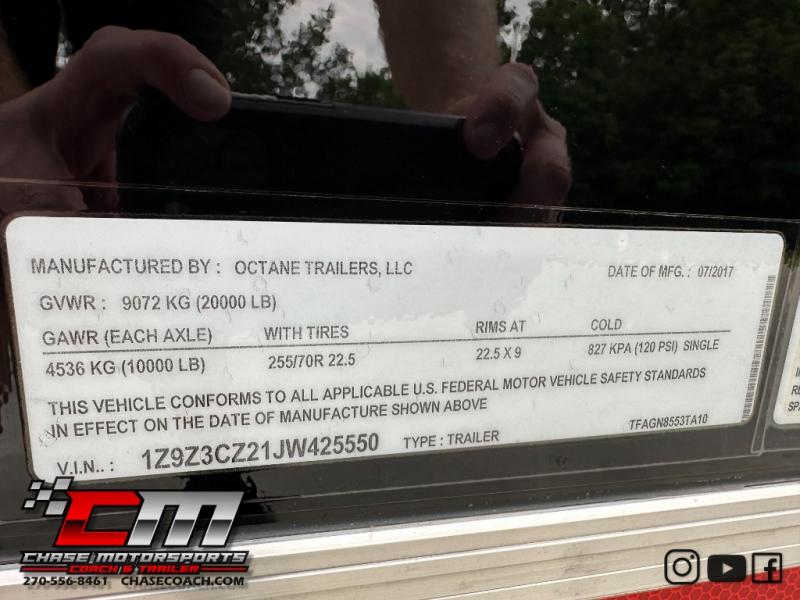 MANUFACTURED BY : OCTANE TRAILERS, LLC DATE OF MFG. : 07/2017
GVWR : 9072 KG (20000 LB)
GAWR (EACH AXLE) WITH TIRES RIMS AT COLD
4536 KG (10000 LB) 255/70R 22.5 22.5 X 9 827 KPA (120 PSI) SINGLE
THIS VEHICLE CONFORMS TO ALL APPLICABLE U.S. FEDERAL MOTOR VEHICLE SAFETY STANDARDS
IN EFFECT ON THE DATE OF MANUFACTURE SHOWN ABOVE
V.I.N.. : 1Z9Z3CZ21JW425550 TYPE : TRAILER TFAGN8553TA10
CM
CHASE MOTORSPORTS
COACH & TRAILER
270-556-8461 CHASECOACH.COM